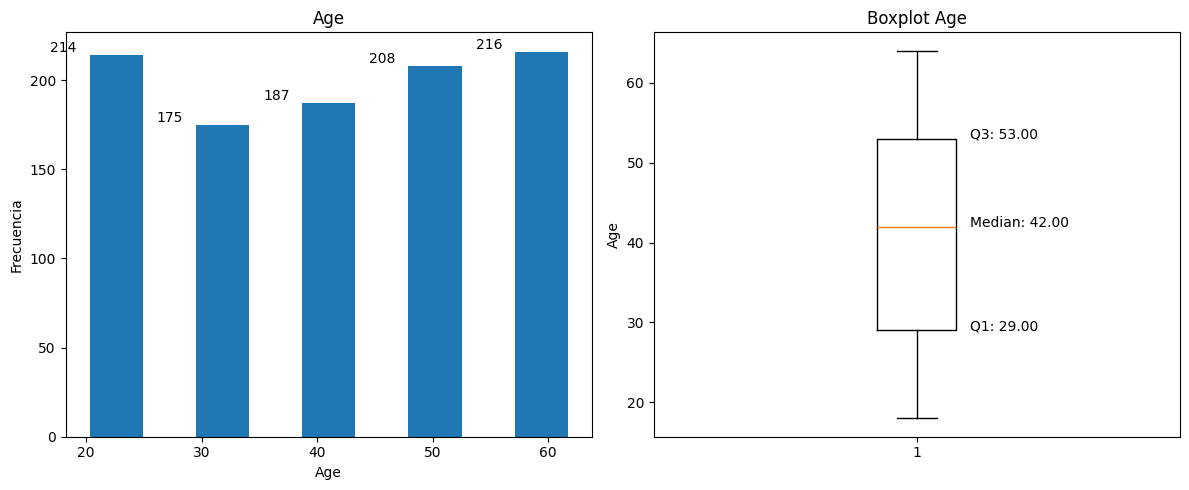 Age
214
175
187
208
216
200
150
100
50
0
Frecuencia
20 30 40 50 60
Age
Boxplot Age
60
50
40
30
20
Age
Q3: 53.00
Median: 42.00
Q1: 29.00
1